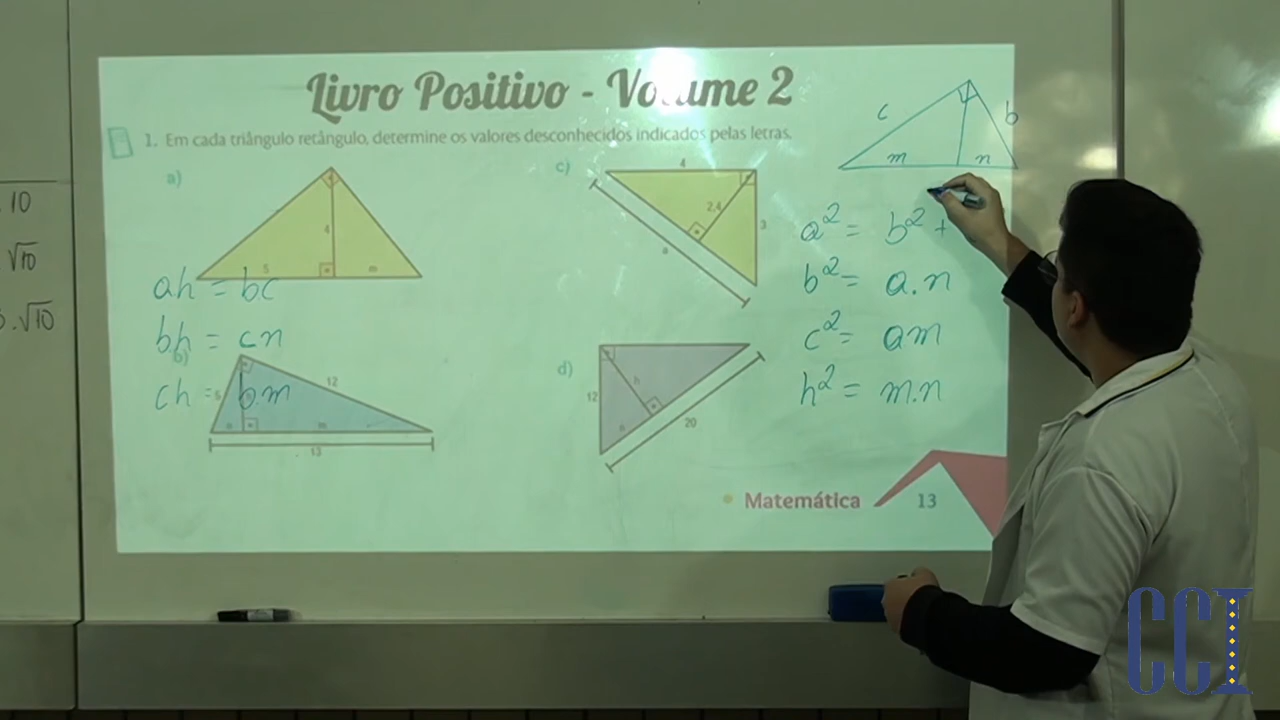 Livro Positivo - Volume 2
1. Em cada triângulo retângulo, determine os valores desconhecidos indicados pelas letras.
a)
4
5
m
ah = bc
bh = cn
ch = b.m
b)
6
12
n
m
13
c)
4
2,4
3
a
d)
12
h
n
20
c
b
m
n
a² = b² +
b² = a.n
c² = am
h² = m.n
Matemática
13
. 10
√10
.√10
CCI